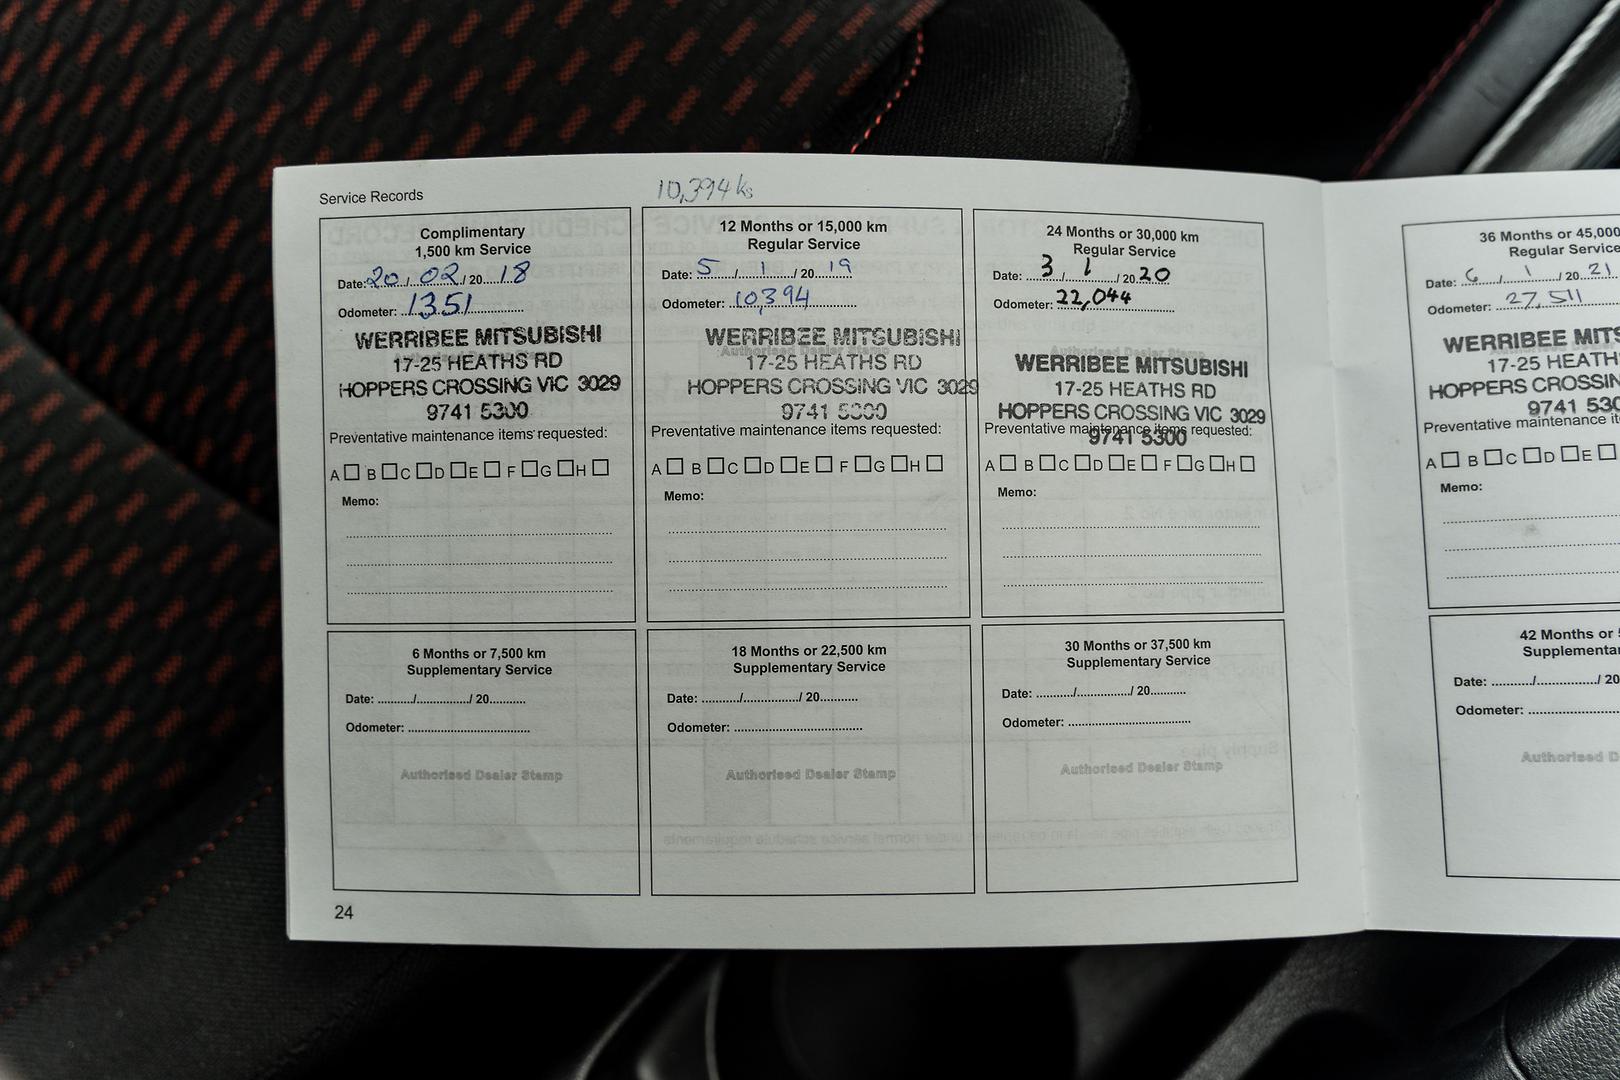 Service Records
10,394 ks
Complimentary
1,500 km Service
Date: 20 / 02 / 20 18
Odometer: 1351
WERRIBEE MITSUBISHI
17-25 HEATHS RD
HOPPERS CROSSING VIC 3029
9741 5300
Preventative maintenance items requested:
A B C D E F G H
Memo:
12 Months or 15,000 km
Regular Service
Date: 5 / 1 / 20 19
Odometer: 10,394
WERRIBEE MITSUBISHI
Authorised Dealer Stamp
17-25 HEATHS RD
HOPPERS CROSSING VIC 3029
9741 5300
Preventative maintenance items requested:
A B C D E F G H
Memo:
24 Months or 30,000 km
Regular Service
Date: 3 / 1 / 20 20
Odometer: 22,044
Authorised Dealer Stamp
WERRIBEE MITSUBISHI
17-25 HEATHS RD
HOPPERS CROSSING VIC 3029
Preventative maintenance items requested:
9741 5300
A B C D E F G H
Memo:
36 Months or 45,000
Regular Service
Date: 6 / 1 / 20 21
Odometer: 27,511
WERRIBEE MITS
17-25 HEATH
HOPPERS CROSSIN
9741 530
Preventative maintenance it
A B C D E
Memo:
6 Months or 7,500 km
Supplementary Service
Date: / / 20
Odometer:
Authorised Dealer Stamp
18 Months or 22,500 km
Supplementary Service
Date: / / 20
Odometer:
Authorised Dealer Stamp
30 Months or 37,500 km
Supplementary Service
Date: / / 20
Odometer:
Authorised Dealer Stamp
42 Months or
Supplementa
Date: / / 20
Odometer:
Authorised D
24